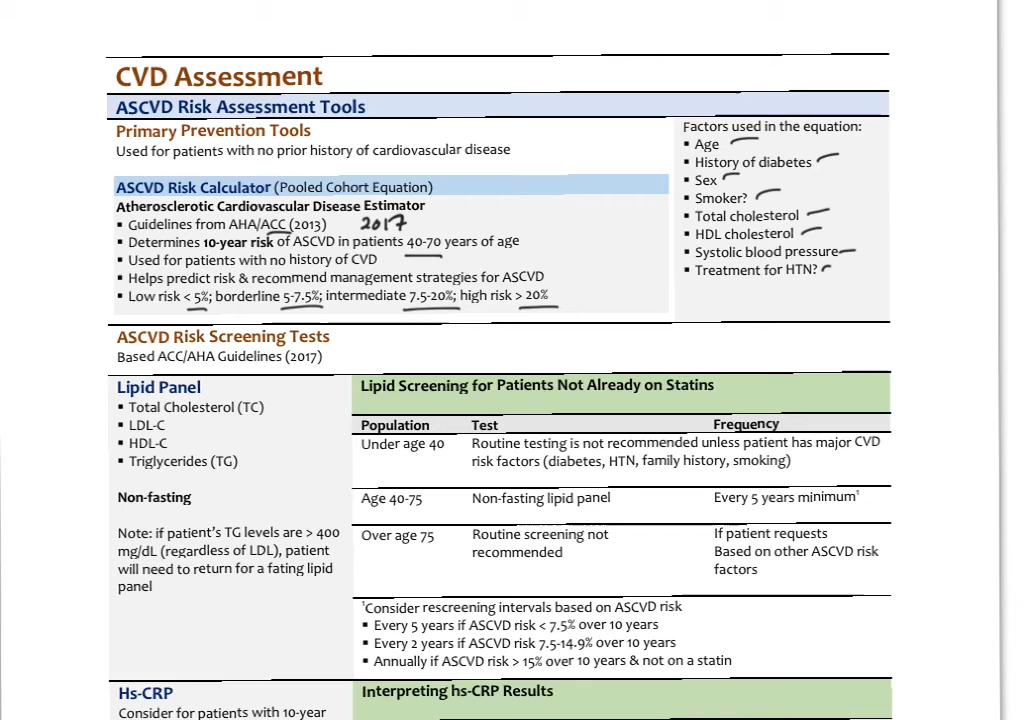 CVD Assessment
ASCVD Risk Assessment Tools
Primary Prevention Tools
Used for patients with no prior history of cardiovascular disease
ASCVD Risk Calculator (Pooled Cohort Equation)
Atherosclerotic Cardiovascular Disease Estimator
▪ Guidelines from AHA/ACC (2013) 2017
▪ Determines 10-year risk of ASCVD in patients 40-70 years of age
▪ Used for patients with no history of CVD
▪ Helps predict risk & recommend management strategies for ASCVD
▪ Low risk < 5%; borderline 5-7.5%; intermediate 7.5-20%; high risk > 20%
Factors used in the equation:
▪ Age
▪ History of diabetes
▪ Sex
▪ Smoker?
▪ Total cholesterol
▪ HDL cholesterol
▪ Systolic blood pressure
▪ Treatment for HTN?
ASCVD Risk Screening Tests
Based ACC/AHA Guidelines (2017)
Lipid Panel
▪ Total Cholesterol (TC)
▪ LDL-C
▪ HDL-C
▪ Triglycerides (TG)
Non-fasting
Note: if patient's TG levels are > 400
mg/dL (regardless of LDL), patient
will need to return for a fating lipid
panel
Lipid Screening for Patients Not Already on Statins
Population Test Frequency
Under age 40 Routine testing is not recommended unless patient has major CVD
risk factors (diabetes, HTN, family history, smoking)
Age 40-75 Non-fasting lipid panel Every 5 years minimum¹
Over age 75 Routine screening not If patient requests
recommended Based on other ASCVD risk
factors
¹Consider rescreening intervals based on ASCVD risk
▪ Every 5 years if ASCVD risk < 7.5% over 10 years
▪ Every 2 years if ASCVD risk 7.5-14.9% over 10 years
▪ Annually if ASCVD risk > 15% over 10 years & not on a statin
Hs-CRP
Consider for patients with 10-year
Interpreting hs-CRP Results